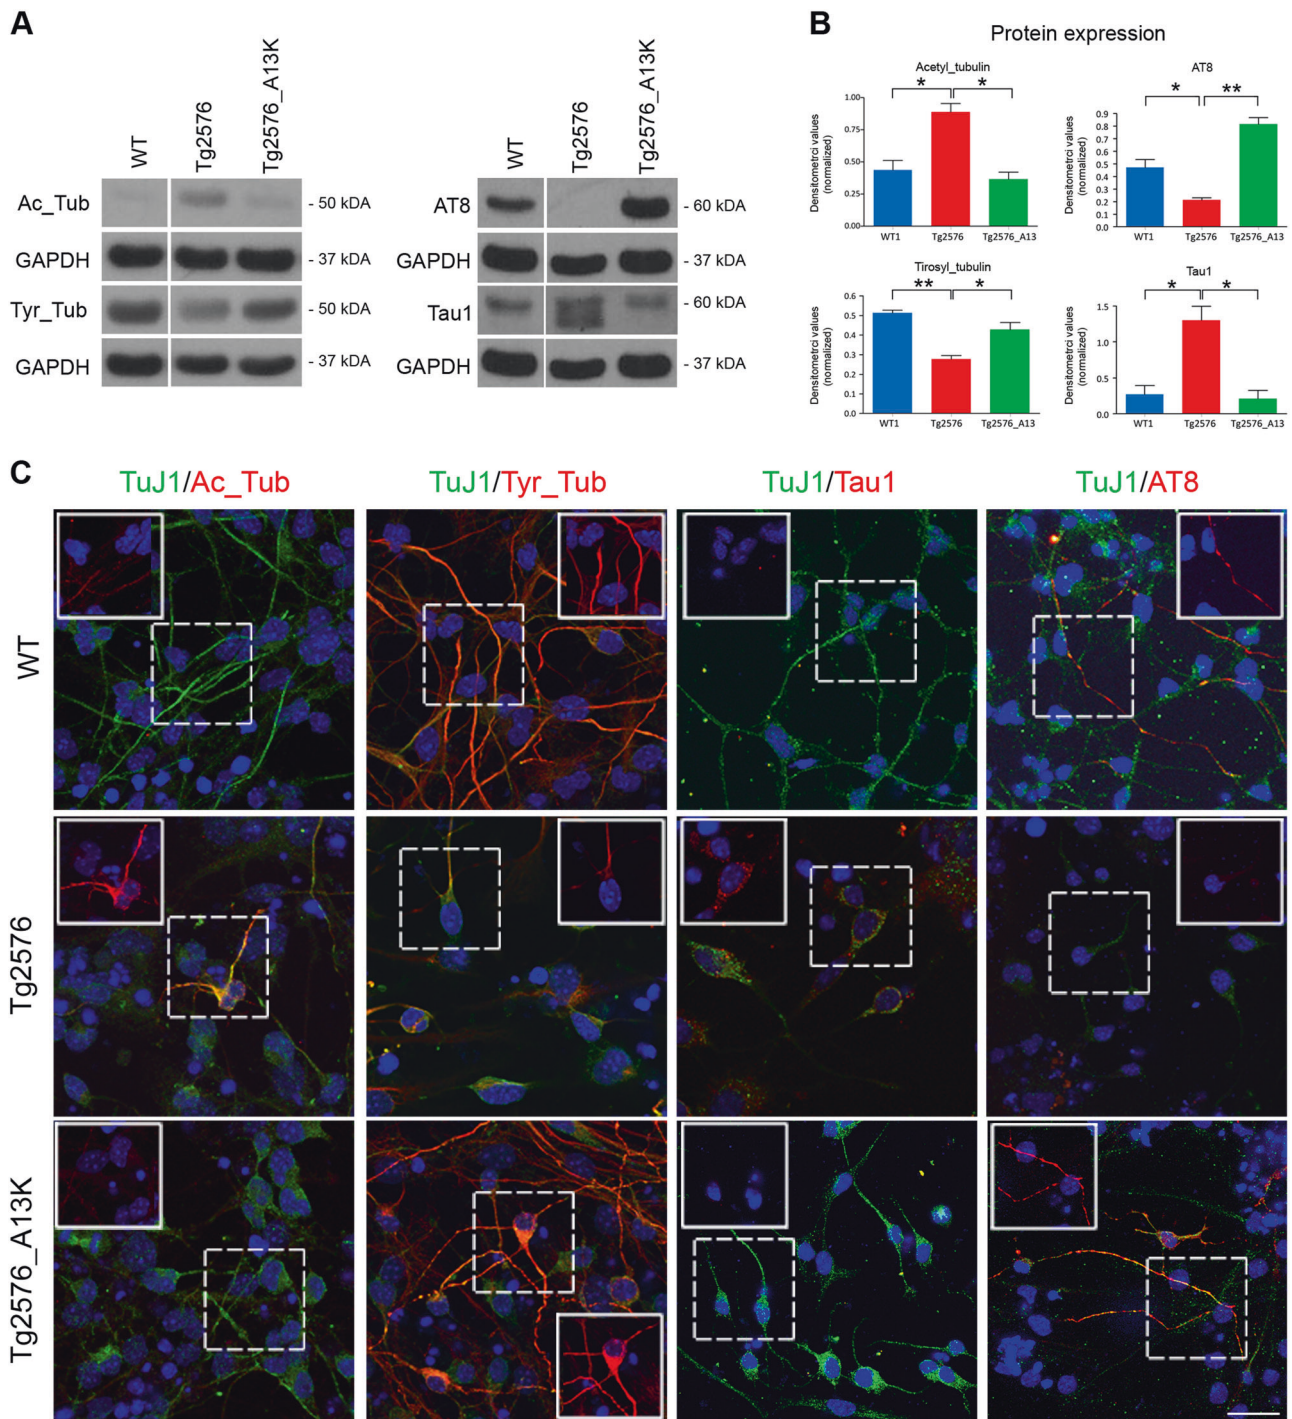 A
WT
Tg2576
Tg2576_A13K
Ac_Tub
- 50 kDA
GAPDH
- 37 kDA
Tyr_Tub
- 50 kDA
GAPDH
- 37 kDA
WT
Tg2576
Tg2576_A13K
AT8
- 60 kDA
GAPDH
- 37 kDA
Tau1
- 60 kDA
GAPDH
- 37 kDA
B
Protein expression
Acetyl_tubulin
* *
Densitometrci values
(normalized)
1.00
0.75
0.50
0.25
0.00
WT1 Tg2576 Tg2576_A13
AT8
* **
Densitometrci values
(normalized)
0.9
0.8
0.7
0.6
0.5
0.4
0.3
0.2
0.1
0.0
WT1 Tg2576 Tg2576_A13
Tirosyl_tubulin
** *
Densitometrci values
(normalized)
0.6
0.5
0.4
0.3
0.2
0.1
0.0
WT1 Tg2576 Tg2576_A13
Tau1
* *
Densitometrci values
(normalized)
1.5
1.0
0.5
0.0
WT1 Tg2576 Tg2576_A13
C
TuJ1/Ac_Tub TuJ1/Tyr_Tub TuJ1/Tau1 TuJ1/AT8
WT
Tg2576
Tg2576_A13K